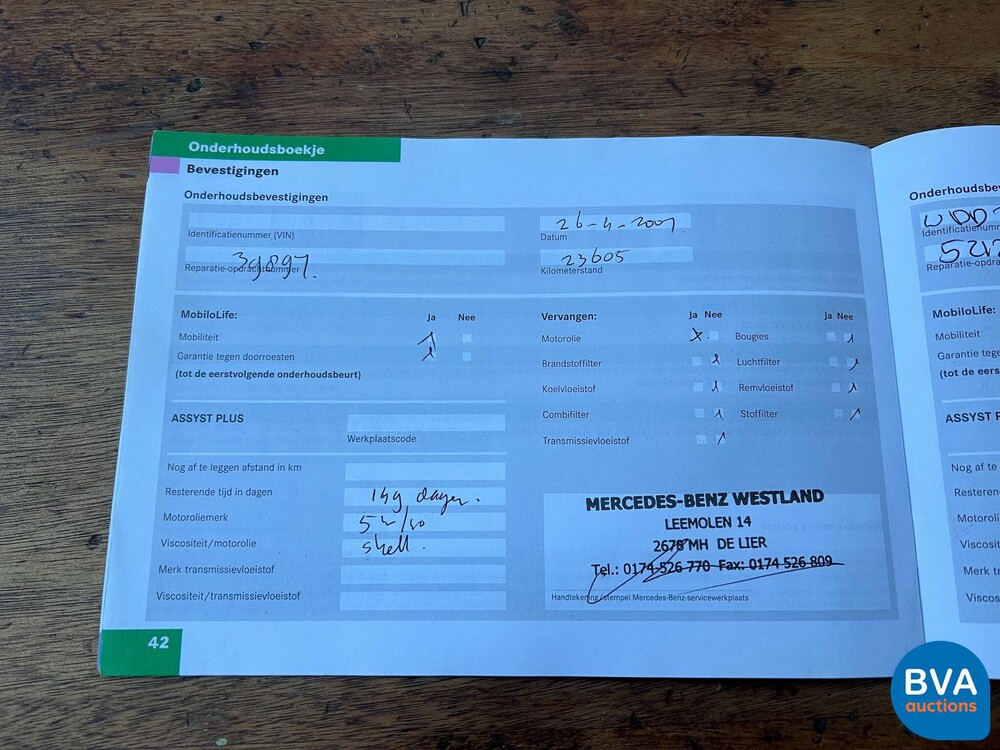 Onderhoudsboekje
Bevestigingen
Onderhoudsbevestigingen
Identificatienummer (VIN)
26-4-2007.
Datum
Reparatie-opdrachtnummer
23605
Kilometerstand
MobiloLife: Ja Nee
Mobiliteit
Garantie tegen doorroesten
(tot de eerstvolgende onderhoudsbeurt)
Vervangen: Ja Nee Ja Nee
Motorolie Bougies
Brandstoffilter Luchtfilter
Koelvloeistof Remvloeistof
Combifilter Stoffilter
Transmissievloeistof
ASSYST PLUS
Werkplaatscode
Nog af te leggen afstand in km
Resterende tijd in dagen 149 dagen.
Motoroliemerk
Viscositeit/motorolie shell.
Merk transmissievloeistof
Viscositeit/transmissievloeistof
MERCEDES-BENZ WESTLAND
LEEMOLEN 14
2678 MH DE LIER
Tel.: 0174-526 770 Fax: 0174 526 809
Handtekening/stempel Mercedes-Benz-servicewerkplaats
42
Onderhoudsbev
WDD
Identificatienumm
Reparatie-opdra
MobiloLife:
Mobiliteit
Garantie tege
(tot de eers
ASSYST P
Nog af te
Resteren
Motoroli
Viscosit
Merk tr
Viscos
BVA
auctions